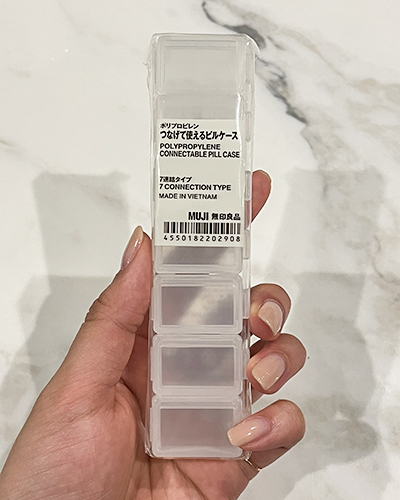 ポリプロピレン
つなげて使えるピルケース
POLYPROPYLENE
CONNECTABLE PILL CASE
7連結タイプ
7 CONNECTION TYPE
MADE IN VIETNAM
MUJI 無印良品
4550182202908